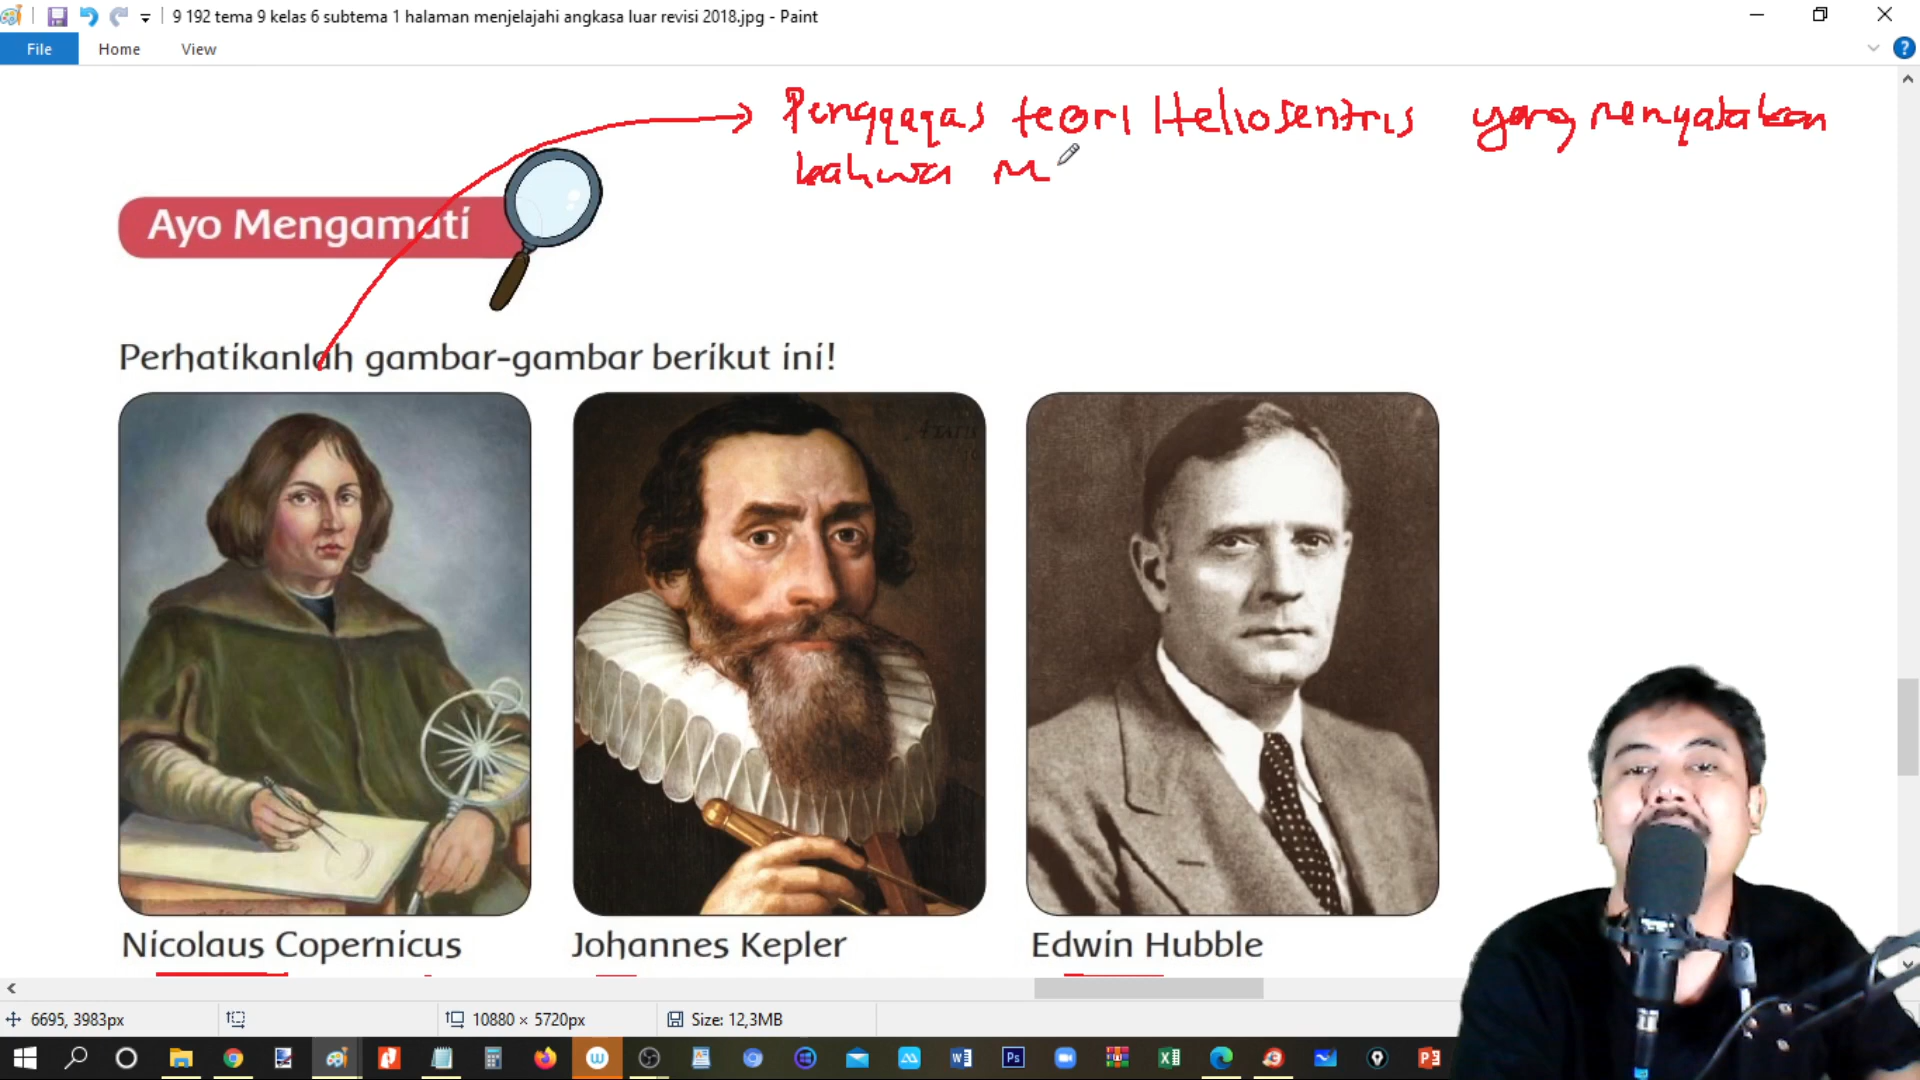 9 192 tema 9 kelas 6 subtema 1 halaman menjelajahi angkasa luar revisi 2018.jpg - Paint
File Home View
Penggagas teori Heliosentris yang menyatakan
bahwa M
Ayo Mengamati
Perhatikanlah gambar-gambar berikut ini!
Nicolaus Copernicus Johannes Kepler Edwin Hubble
6695, 3983px 10880 × 5720px Size: 12,3MB